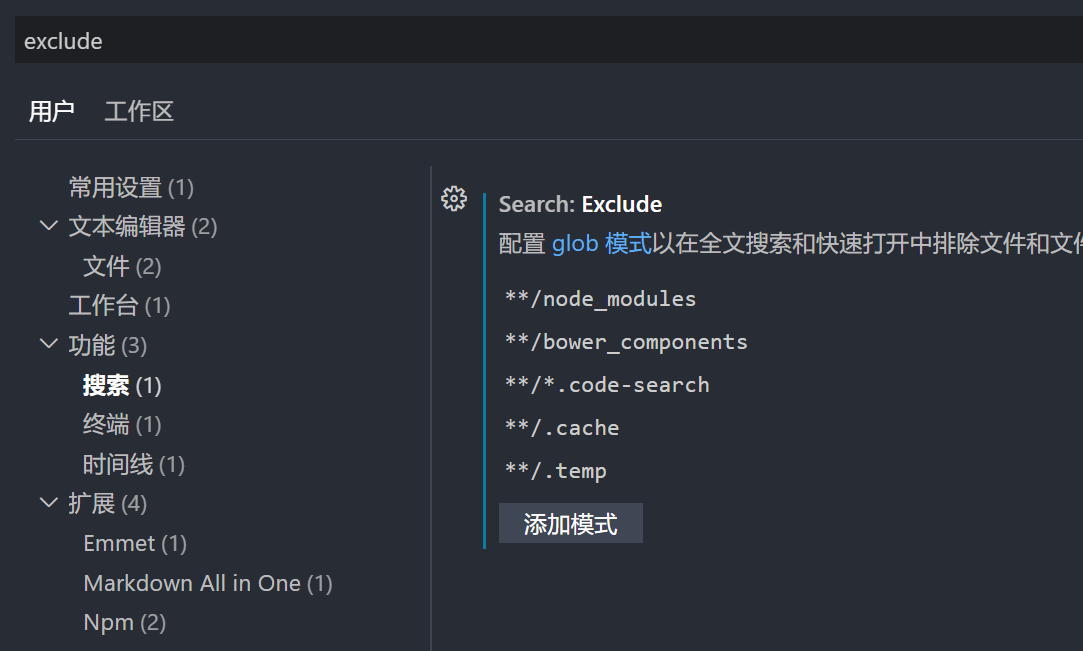 exclude
用户 工作区
常用设置 (1)
文本编辑器 (2)
文件 (2)
工作台 (1)
功能 (3)
搜索 (1)
终端 (1)
时间线 (1)
扩展 (4)
Emmet (1)
Markdown All in One (1)
Npm (2)
Search: Exclude
配置 glob 模式以在全文搜索和快速打开中排除文件和文件
**/node_modules
**/bower_components
**/*.code-search
**/.cache
**/.temp
添加模式